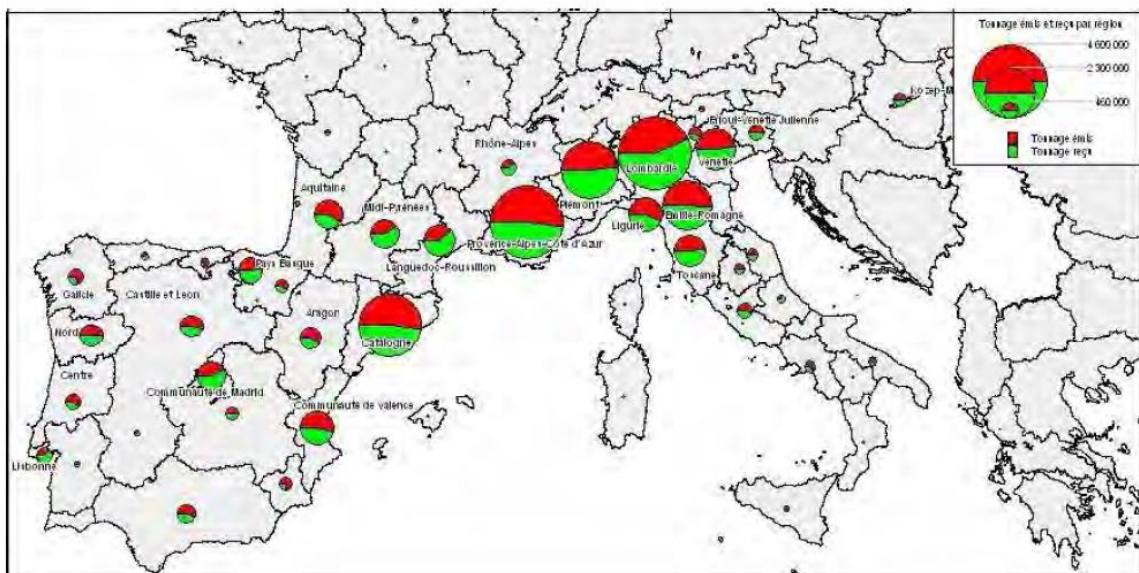 Tonnage émis et reçu par région
4 600 000
2 300 000
460 000
Tonnage émis
Tonnage reçu
Rhône-Alpes
Frioul-Vénétie Julienne
Lombardie
Vénétie
Piémont
Aquitaine
Midi-Pyrénées
Ligurie
Emilie-Romagne
Provence-Alpes-Côte d'Azur
Languedoc-Roussillon
Toscane
Pays Basque
Galicie
Castille et Leon
Aragon
Nord
Catalogne
Centre
Communauté de Madrid
Communauté de Valence
Lisbonne